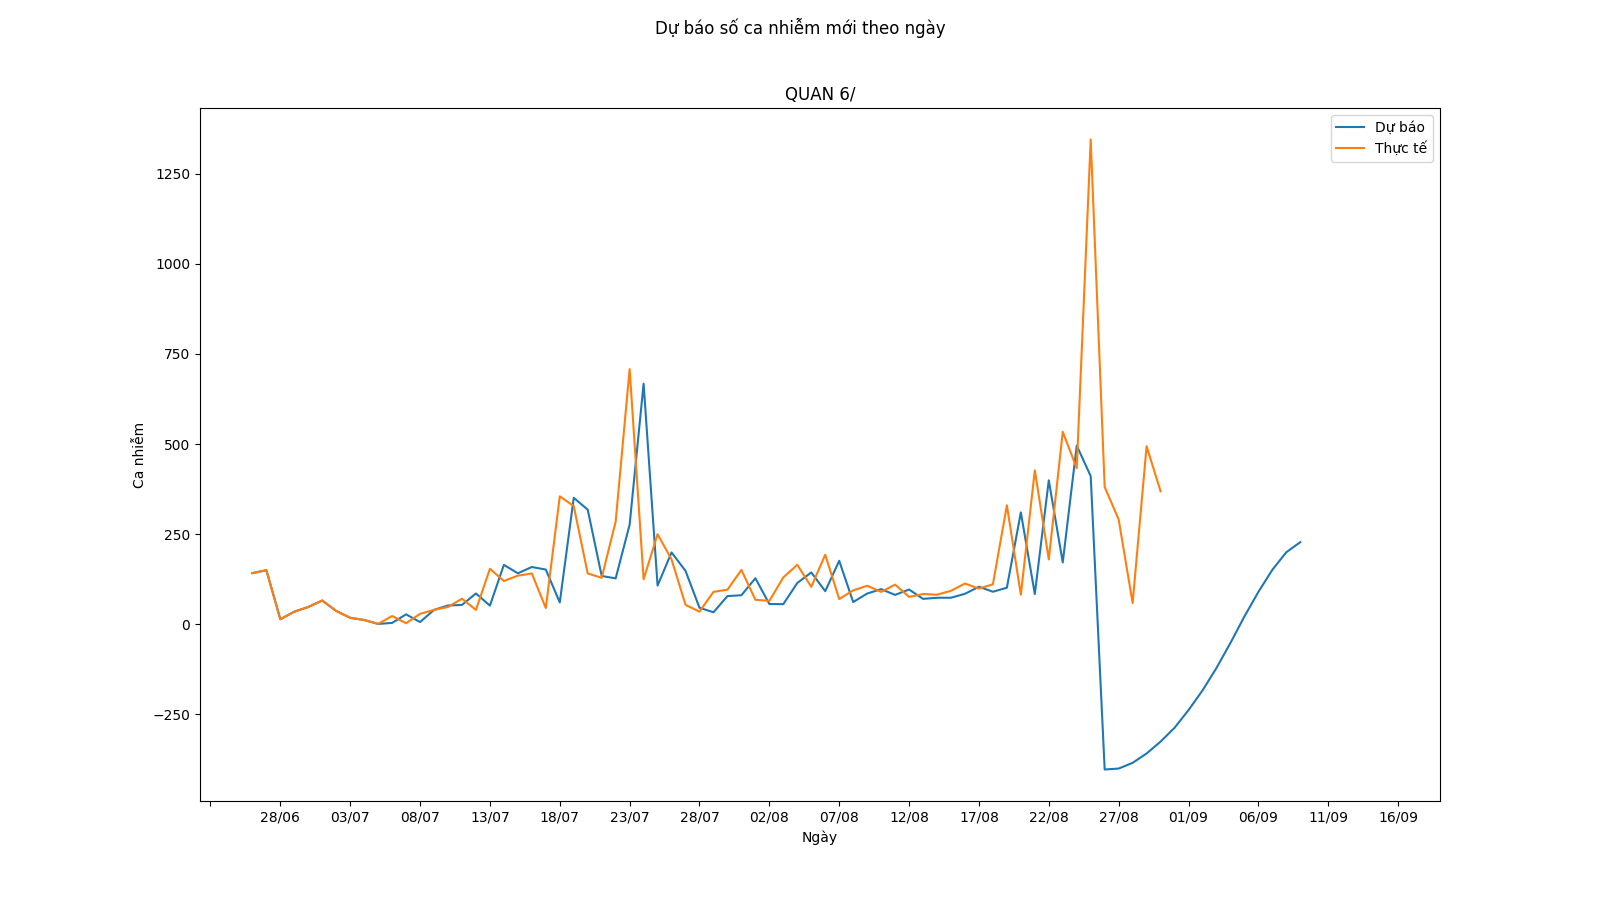 Dự báo số ca nhiễm mới theo ngày
QUAN 6/
Dự báo
Thực tế
1250
1000
750
500
250
0
−250
Ca nhiễm
28/06 03/07 08/07 13/07 18/07 23/07 28/07 02/08 07/08 12/08 17/08 22/08 27/08 01/09 06/09 11/09 16/09
Ngày